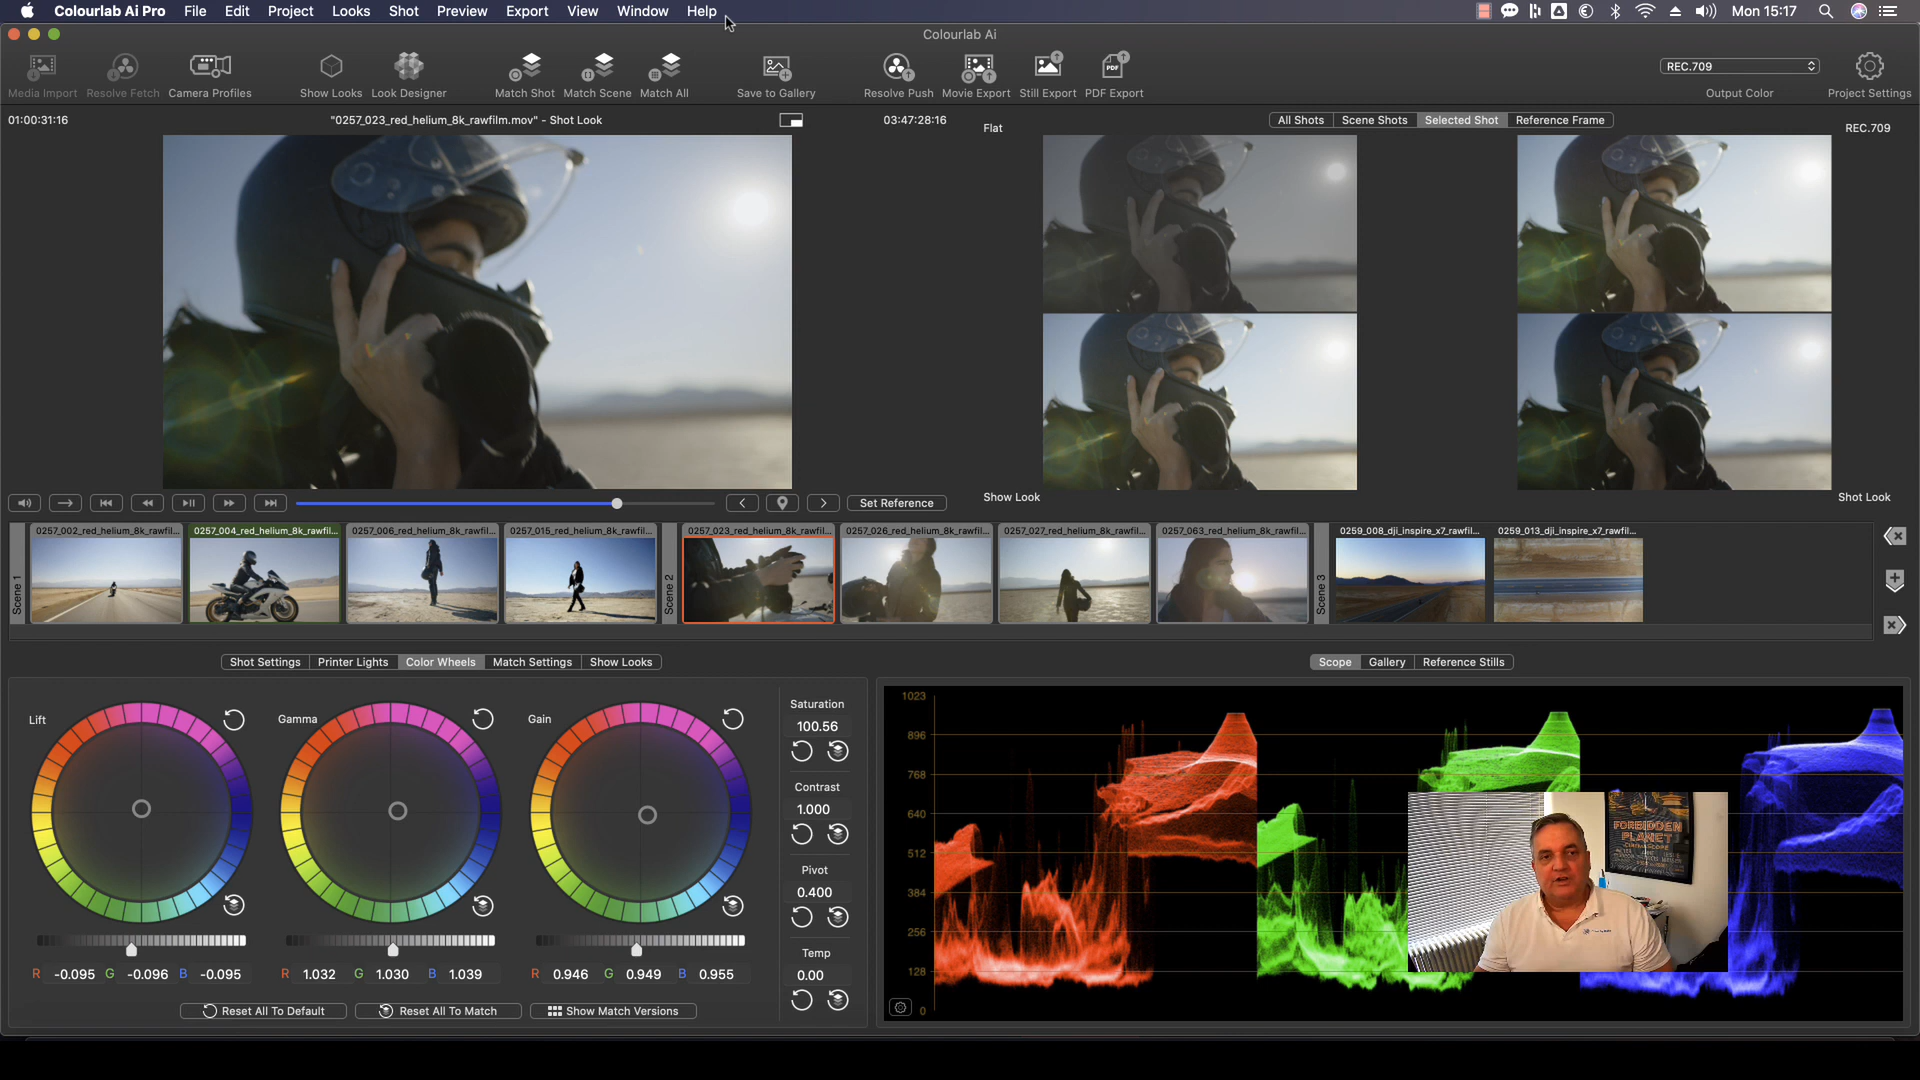 Colourlab Ai Pro File Edit Project Looks Shot Preview Export View Window Help Mon 15:17
Colourlab Ai
Media Import Resolve Fetch Camera Profiles Show Looks Look Designer Match Shot Match Scene Match All Save to Gallery Resolve Push Movie Export Still Export PDF Export Output Color Project Settings
REC.709
PDF
01:00:31:16 "0257_023_red_helium_8k_rawfilm.mov" - Shot Look 03:47:28:16
All Shots Scene Shots Selected Shot Reference Frame
Flat REC.709
Show Look Shot Look
Set Reference
Scene 1
0257_002_red_helium_8k_rawfil... 0257_004_red_helium_8k_rawfil... 0257_006_red_helium_8k_rawfil... 0257_015_red_helium_8k_rawfil...
Scene 2
0257_023_red_helium_8k_rawfil... 0257_026_red_helium_8k_rawfil... 0257_027_red_helium_8k_rawfil... 0257_063_red_helium_8k_rawfil...
Scene 3
0259_008_dji_inspire_x7_rawfil... 0259_013_dji_inspire_x7_rawfil...
Shot Settings Printer Lights Color Wheels Match Settings Show Looks
Scope Gallery Reference Stills
Lift Gamma Gain
Saturation
100.56
Contrast
1.000
Pivot
0.400
Temp
0.00
R -0.095 G -0.096 B -0.095
R 1.032 G 1.030 B 1.039
R 0.946 G 0.949 B 0.955
Reset All To Default Reset All To Match Show Match Versions
1023
896
768
640
512
384
256
128
0
FORBIDDEN
PLANET